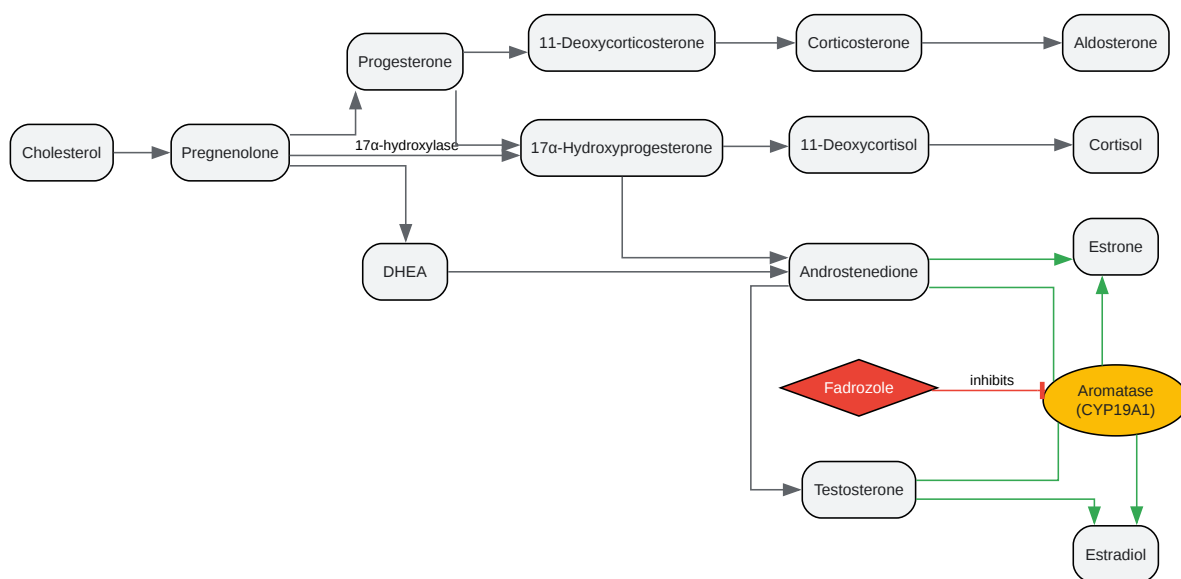 11-Deoxycorticosterone
Corticosterone
Aldosterone
Progesterone
Cholesterol
Pregnenolone
17α-hydroxylase
17α-Hydroxyprogesterone
11-Deoxycortisol
Cortisol
DHEA
Androstenedione
Estrone
Fadrozole
inhibits
Aromatase
(CYP19A1)
Testosterone
Estradiol